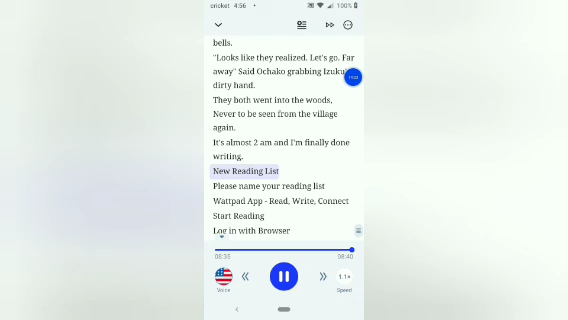 cricket 4:56
100%
bells.
"Looks like they realized. Let's go. Far
away" Said Ochako grabbing Izuku's
dirty hand.
They both went into the woods,
Never to be seen from the village
again.
It's almost 2 am and I'm finally done
writing.
New Reading List
Please name your reading list
Wattpad App - Read, Write, Connect
Start Reading
Log in with Browser
08:35 08:40
1.1×
Voice Speed